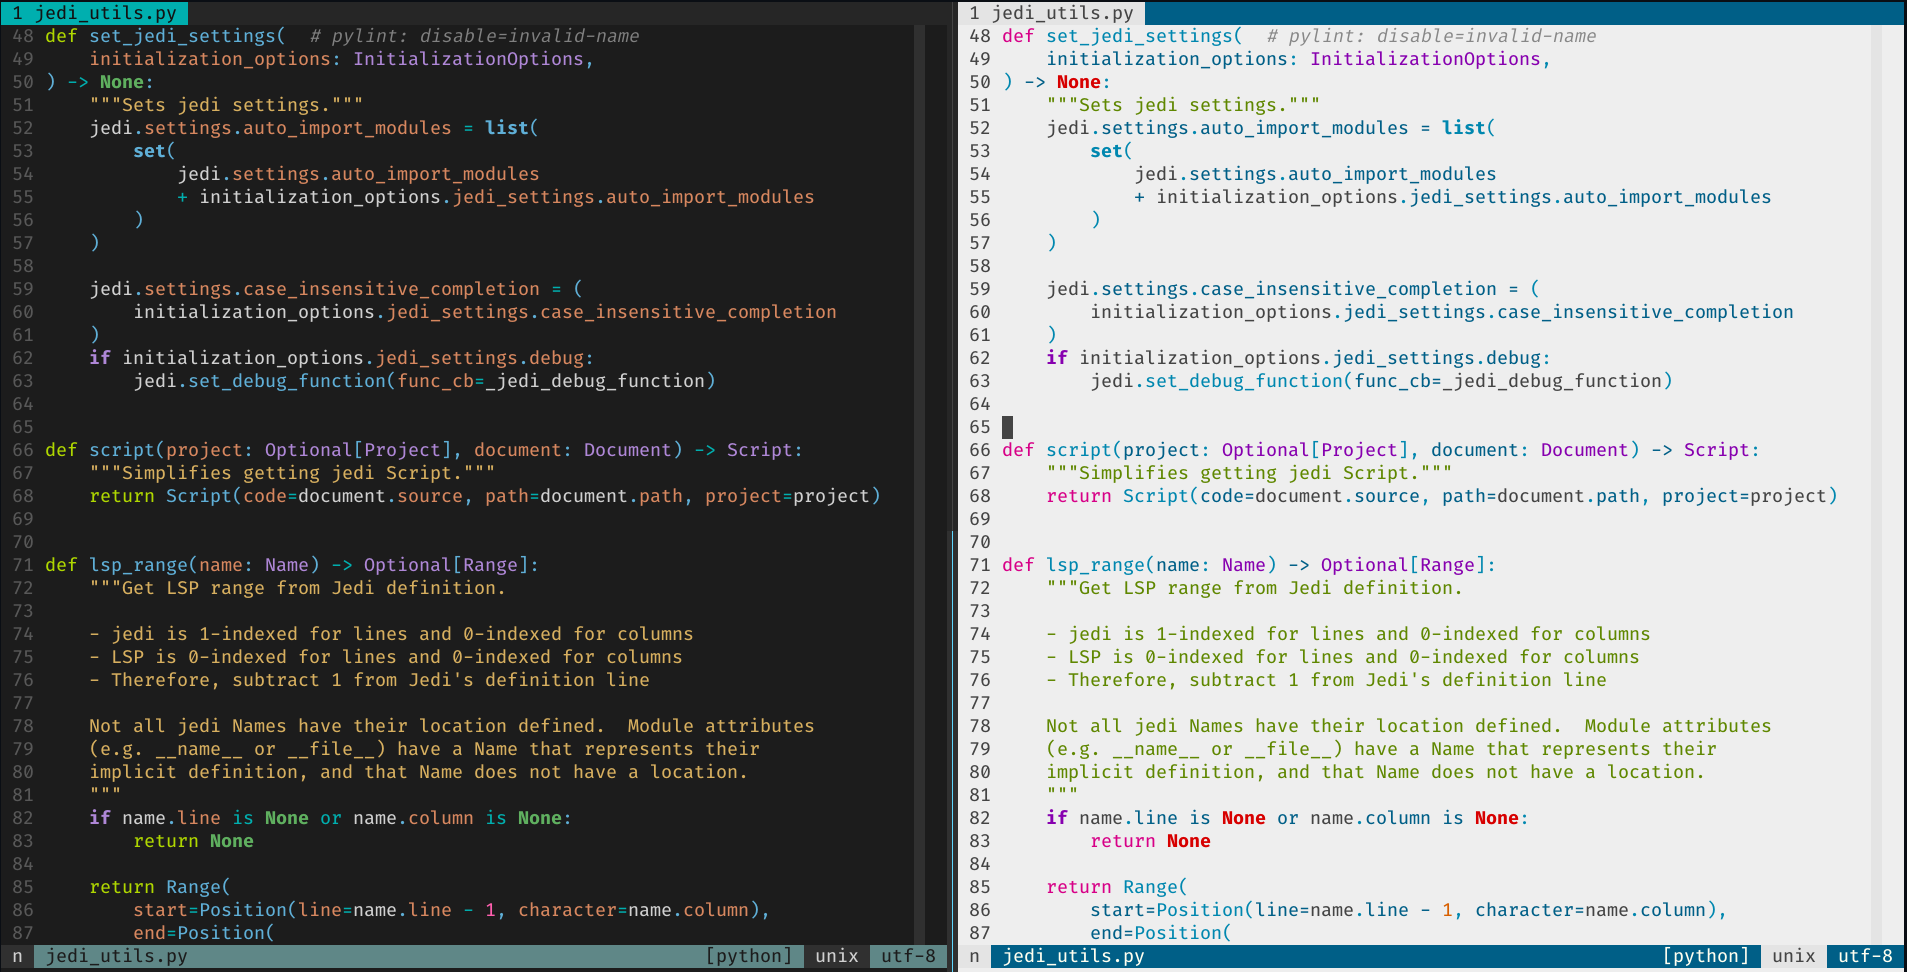 1 jedi_utils.py
48 def set_jedi_settings(  # pylint: disable=invalid-name
49     initialization_options: InitializationOptions,
50 ) -> None:
51     """Sets jedi settings."""
52     jedi.settings.auto_import_modules = list(
53         set(
54             jedi.settings.auto_import_modules
55             + initialization_options.jedi_settings.auto_import_modules
56         )
57     )
58
59     jedi.settings.case_insensitive_completion = (
60         initialization_options.jedi_settings.case_insensitive_completion
61     )
62     if initialization_options.jedi_settings.debug:
63         jedi.set_debug_function(func_cb=_jedi_debug_function)
64
65
66 def script(project: Optional[Project], document: Document) -> Script:
67     """Simplifies getting jedi Script."""
68     return Script(code=document.source, path=document.path, project=project)
69
70
71 def lsp_range(name: Name) -> Optional[Range]:
72     """Get LSP range from Jedi definition.
73
74     - jedi is 1-indexed for lines and 0-indexed for columns
75     - LSP is 0-indexed for lines and 0-indexed for columns
76     - Therefore, subtract 1 from Jedi's definition line
77
78     Not all jedi Names have their location defined.  Module attributes
79     (e.g. __name__ or __file__) have a Name that represents their
80     implicit definition, and that Name does not have a location.
81     """
82     if name.line is None or name.column is None:
83         return None
84
85     return Range(
86         start=Position(line=name.line - 1, character=name.column),
87         end=Position(
n  jedi_utils.py [python] unix utf-8
1 jedi_utils.py
48 def set_jedi_settings(  # pylint: disable=invalid-name
49     initialization_options: InitializationOptions,
50 ) -> None:
51     """Sets jedi settings."""
52     jedi.settings.auto_import_modules = list(
53         set(
54             jedi.settings.auto_import_modules
55             + initialization_options.jedi_settings.auto_import_modules
56         )
57     )
58
59     jedi.settings.case_insensitive_completion = (
60         initialization_options.jedi_settings.case_insensitive_completion
61     )
62     if initialization_options.jedi_settings.debug:
63         jedi.set_debug_function(func_cb=_jedi_debug_function)
64
65
66 def script(project: Optional[Project], document: Document) -> Script:
67     """Simplifies getting jedi Script."""
68     return Script(code=document.source, path=document.path, project=project)
69
70
71 def lsp_range(name: Name) -> Optional[Range]:
72     """Get LSP range from Jedi definition.
73
74     - jedi is 1-indexed for lines and 0-indexed for columns
75     - LSP is 0-indexed for lines and 0-indexed for columns
76     - Therefore, subtract 1 from Jedi's definition line
77
78     Not all jedi Names have their location defined.  Module attributes
79     (e.g. __name__ or __file__) have a Name that represents their
80     implicit definition, and that Name does not have a location.
81     """
82     if name.line is None or name.column is None:
83         return None
84
85     return Range(
86         start=Position(line=name.line - 1, character=name.column),
87         end=Position(
n  jedi_utils.py [python] unix utf-8